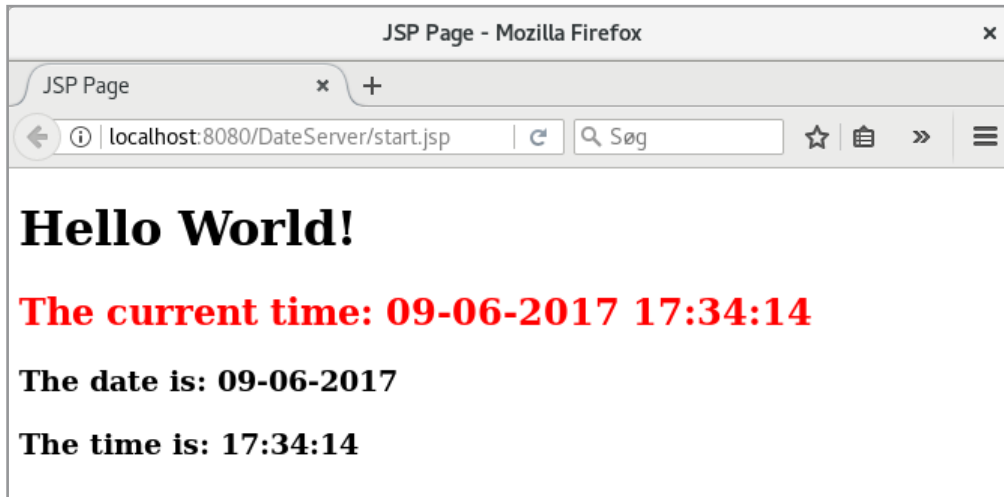 JSP Page - Mozilla Firefox
JSP Page
localhost:8080/DateServer/start.jsp
Søg
Hello World!
The current time: 09-06-2017 17:34:14
The date is: 09-06-2017
The time is: 17:34:14